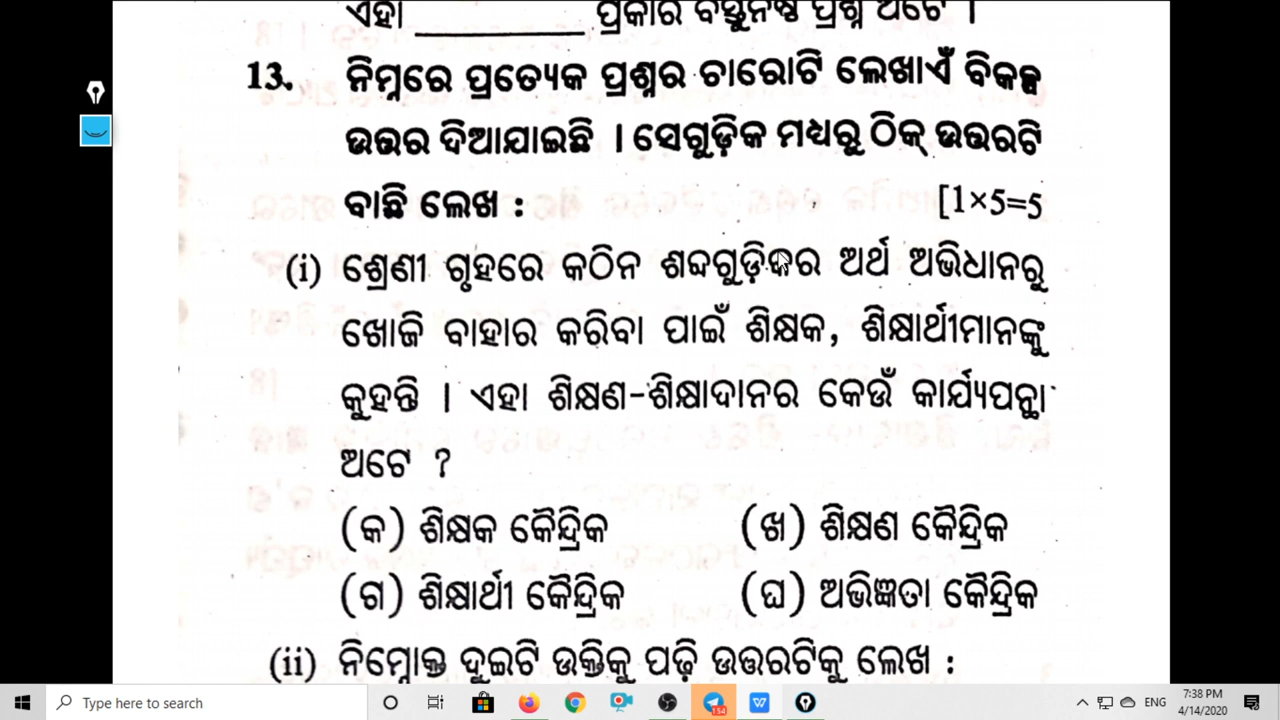 ଏହା __________ ପ୍ରକାର ବସ୍ତୁନିଷ୍ଠ ପ୍ରଶ୍ନ ଅଟେ ।
13. ନିମ୍ନରେ ପ୍ରତ୍ୟେକ ପ୍ରଶ୍ନର ଚାରୋଟି ଲେଖାଏଁ ବିକଳ୍ପ
ଉତ୍ତର ଦିଆଯାଇଛି । ସେଗୁଡ଼ିକ ମଧ୍ୟରୁ ଠିକ୍ ଉତ୍ତରଟି
ବାଛି ଲେଖ : [1×5=5
(i) ଶ୍ରେଣୀ ଗୃହରେ କଠିନ ଶବ୍ଦଗୁଡ଼ିକର ଅର୍ଥ ଅଭିଧାନରୁ
ଖୋଜି ବାହାର କରିବା ପାଇଁ ଶିକ୍ଷକ, ଶିକ୍ଷାର୍ଥୀମାନଙ୍କୁ
କୁହନ୍ତି । ଏହା ଶିକ୍ଷଣ-ଶିକ୍ଷାଦାନର କେଉଁ କାର୍ଯ୍ୟପନ୍ଥା
ଅଟେ ?
(କ) ଶିକ୍ଷକ କୈନ୍ଦ୍ରିକ (ଖ) ଶିକ୍ଷଣ କୈନ୍ଦ୍ରିକ
(ଗ) ଶିକ୍ଷାର୍ଥୀ କୈନ୍ଦ୍ରିକ (ଘ) ଅଭିଜ୍ଞତା କୈନ୍ଦ୍ରିକ
(ii) ନିମ୍ନୋକ୍ତ ଦୁଇଟି ଉକ୍ତିକୁ ପଢ଼ି ଉତ୍ତରଟିକୁ ଲେଖ :
Type here to search 154 ENG 7:38 PM
4/14/2020